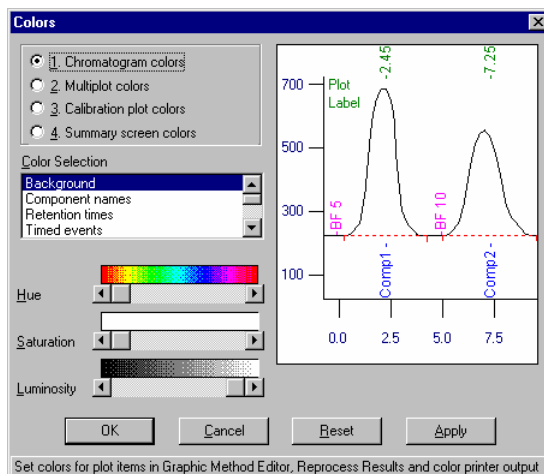 Colors
1. Chromatogram colors
2. Multiplot colors
3. Calibration plot colors
4. Summary screen colors
Color Selection
Background
Component names
Retention times
Timed events
Hue
Saturation
Luminosity
-2.45
-7.25
Plot
Label
700
500
300
100
-BF 5
-BF 10
Comp1 -
Comp2 -
0.0 2.5 5.0 7.5
OK Cancel Reset Apply
Set colors for plot items in Graphic Method Editor, Reprocess Results and color printer output